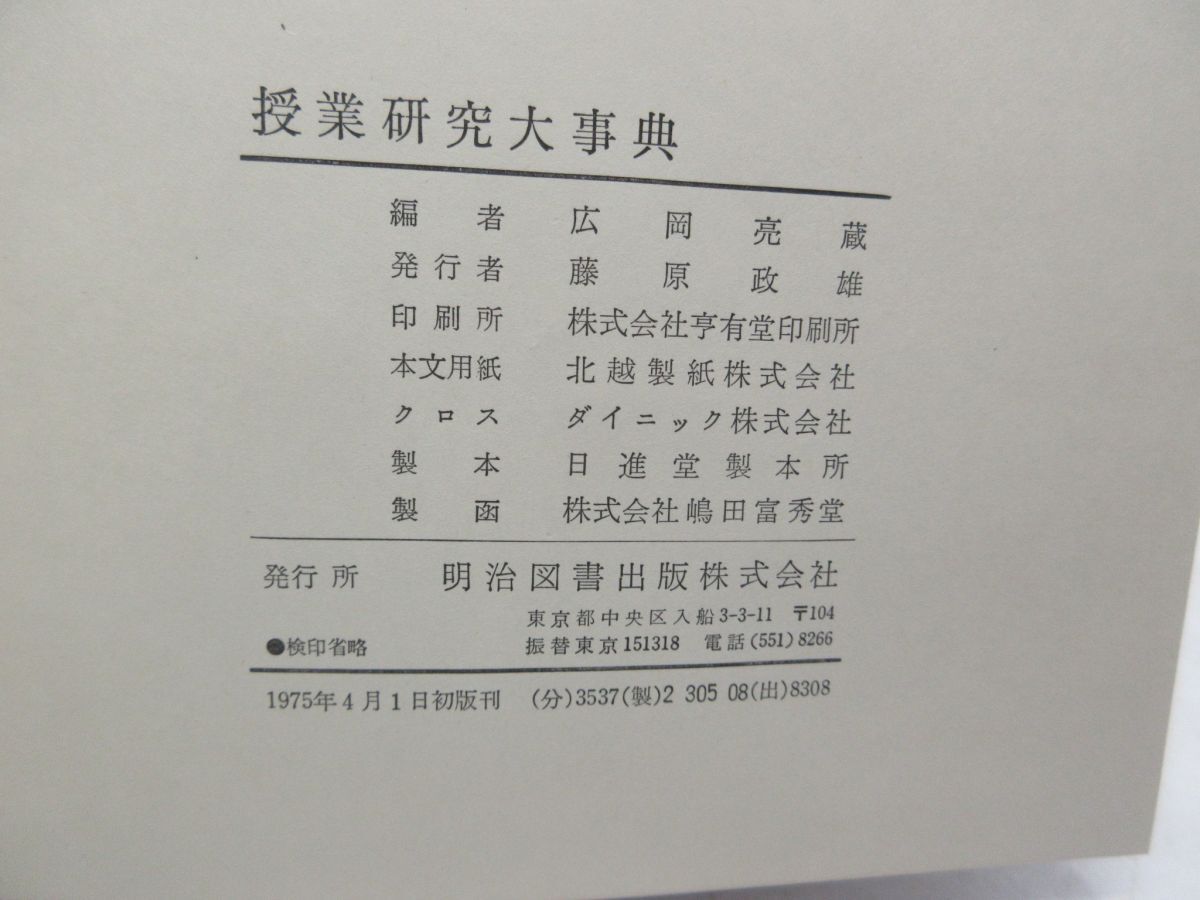 授業研究大事典
編者 広岡亮蔵
発行者 藤原政雄
印刷所 株式会社亨有堂印刷所
本文用紙 北越製紙株式会社
クロス ダイニック株式会社
製本 日進堂製本所
製函 株式会社嶋田富秀堂
発行所 明治図書出版株式会社
東京都中央区入船3-3-11 〒104
●検印省略 振替東京151318 電話(551)8266
1975年4月1日初版刊 (分)3537(製)2 305 08(出)8308